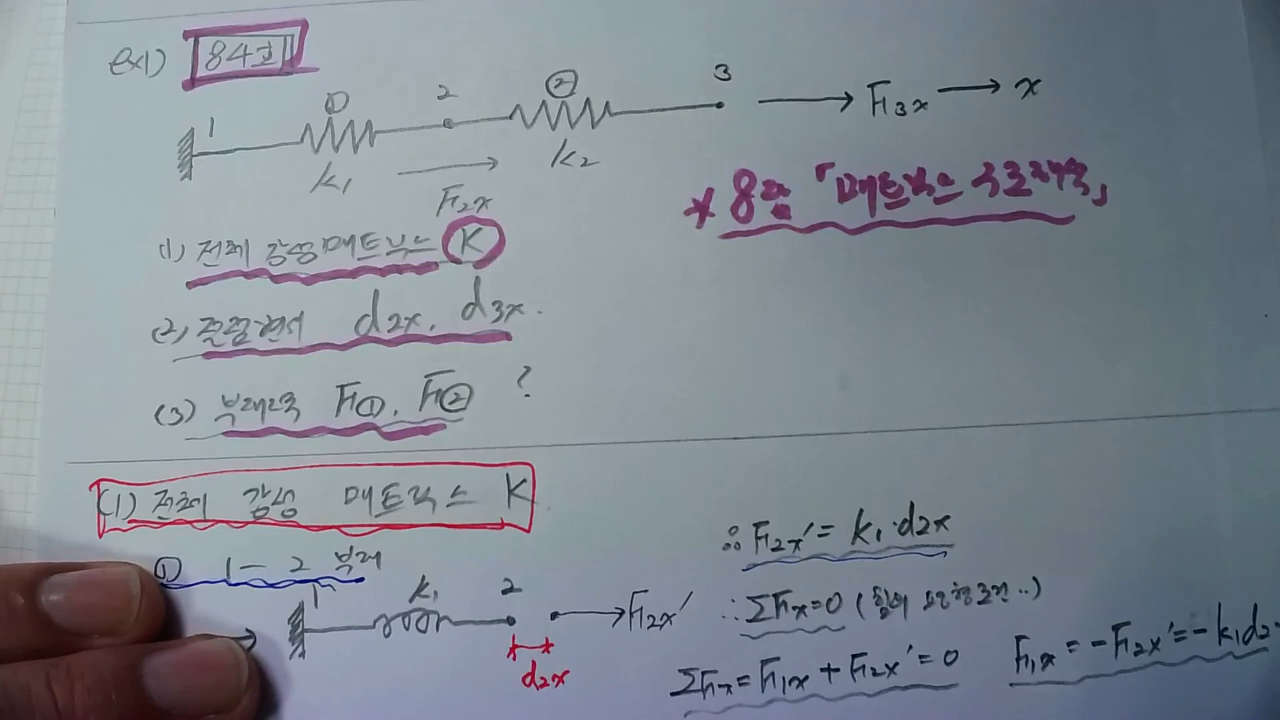 ex1) 84회
① ② 3
1 2 F3x → x
k1 k2
F2x
* 8장 「매트릭스 구조해석」
(1) 전체 강성 매트릭스 K
(2) 절점변위 d2x, d3x.
(3) 부재력 F①, F② ?
(1) 전체 강성 매트릭스 K
① 1-2 부재
1 k1 2 F2x'
d2x
∴ F2x' = k1·d2x
∴ ΣFx=0 (힘의 평형조건..)
ΣFx = F1x + F2x' = 0
F1x = -F2x' = -k1d2